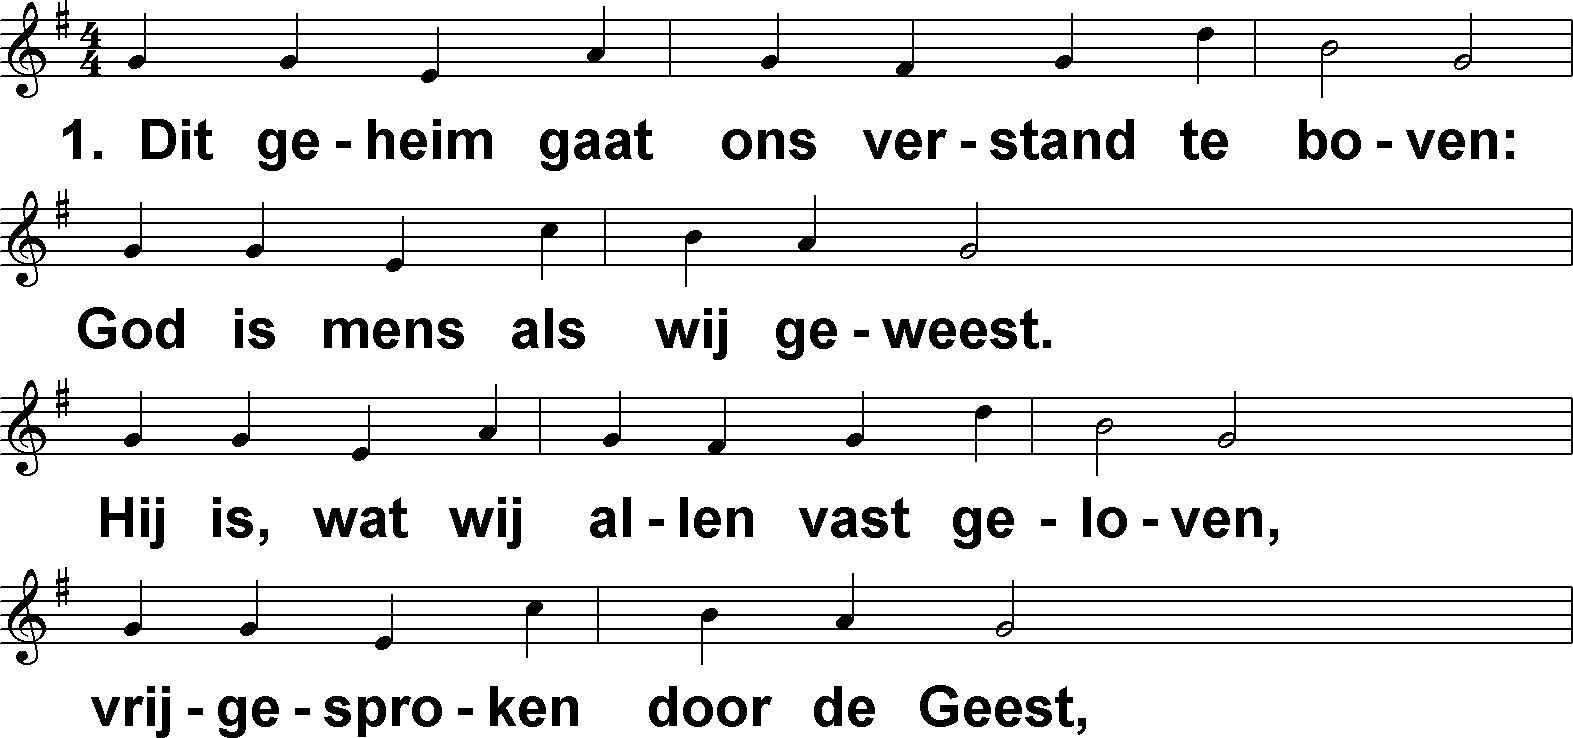 1. Dit ge - heim gaat ons ver - stand te bo - ven:
God is mens als wij ge - weest.
Hij is, wat wij al - len vast ge - lo - ven,
vrij - ge - spro - ken door de Geest,